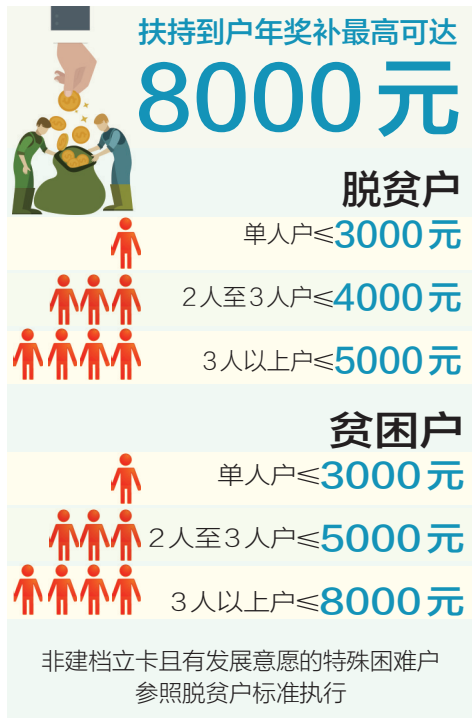 扶持到户年奖补最高可达
8000元
脱贫户
单人户≤3000元
2人至3人户≤4000元
3人以上户≤5000元
贫困户
单人户≤3000元
2人至3人户≤5000元
3人以上户≤8000元
非建档立卡且有发展意愿的特殊困难户
参照脱贫户标准执行